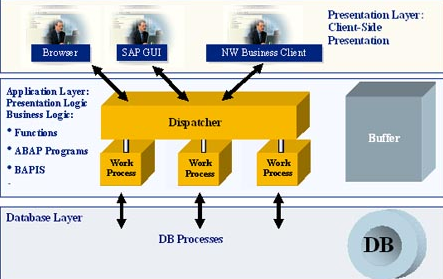 Presentation Layer:
Client-Side
Presentation
Browser
SAP GUI
NW Business Client
Application Layer:
Presentation Logic
Business Logic:
* Functions
* ABAP Programs
* BAPIS
-
Dispatcher
Buffer
Work
Process
Work
Process
Work
Process
Database Layer
DB Processes
DB